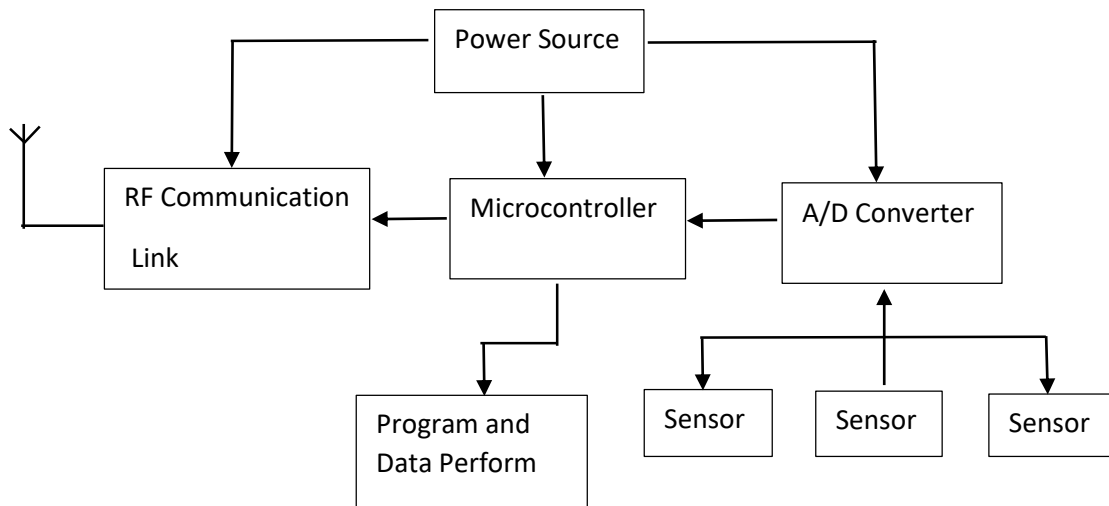 Power Source
RF Communication
Link
Microcontroller
A/D Converter
Program and
Data Perform
Sensor
Sensor
Sensor